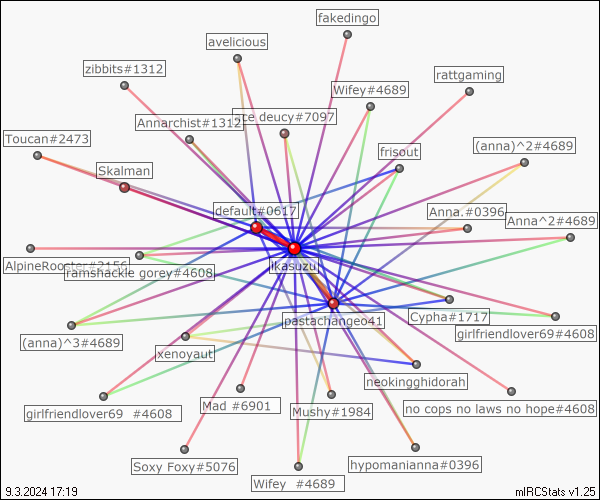 fakedingo
avelicious
zibbits#1312
rattgaming
Wifey#4689
ce deucy#7097
Annarchist#1312
Toucan#2473
(anna)^2#4689
frisout
Skalman
default#0617
Anna.#0396
Anna^2#4689
ikasuzu
AlpineRooster#3156
ramshackle gorey#4608
pastachangeo41
Cypha#1717
girlfriendlover69#4608
(anna)^3#4689
xenoyaut
neokingghidorah
girlfriendlover69 #4608
Mad #6901
Mushy#1984
no cops no laws no hope#4608
Soxy Foxy#5076
hypomanianna#0396
Wifey #4689
9.3.2024 17:19
mIRCStats v1.25